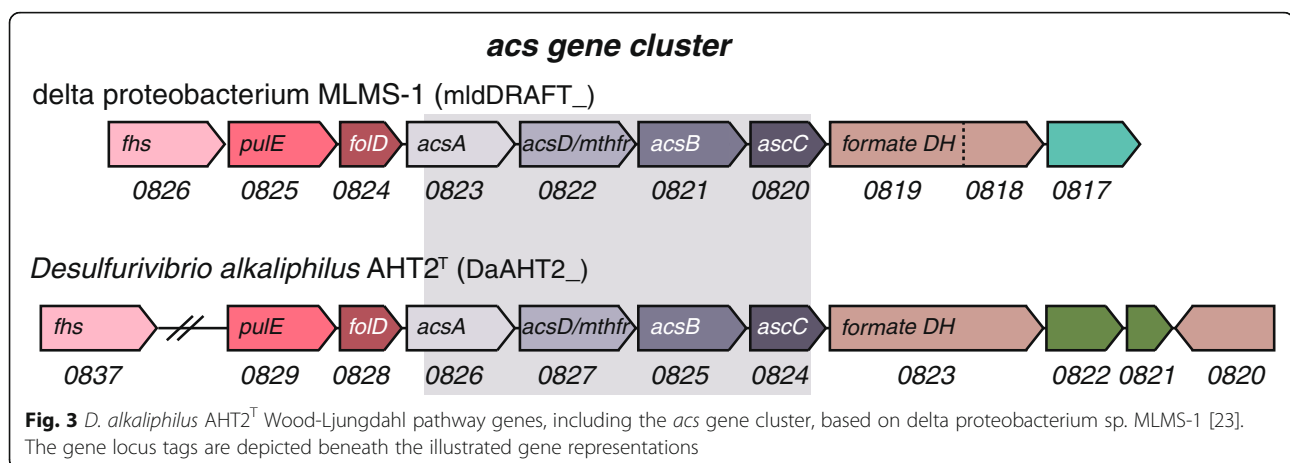 acs gene cluster
delta proteobacterium MLMS-1 (mldDRAFT_)
fhs pulE folD acsA acsD/mthfr acsB ascC formate DH
0826 0825 0824 0823 0822 0821 0820 0819 0818 0817
Desulfurivibrio alkaliphilus AHT2ᵀ (DaAHT2_)
fhs pulE folD acsA acsD/mthfr acsB ascC formate DH
0837 0829 0828 0826 0827 0825 0824 0823 0822 0821 0820
Fig. 3 D. alkaliphilus AHT2ᵀ Wood-Ljungdahl pathway genes, including the acs gene cluster, based on delta proteobacterium sp. MLMS-1 [23].
The gene locus tags are depicted beneath the illustrated gene representations